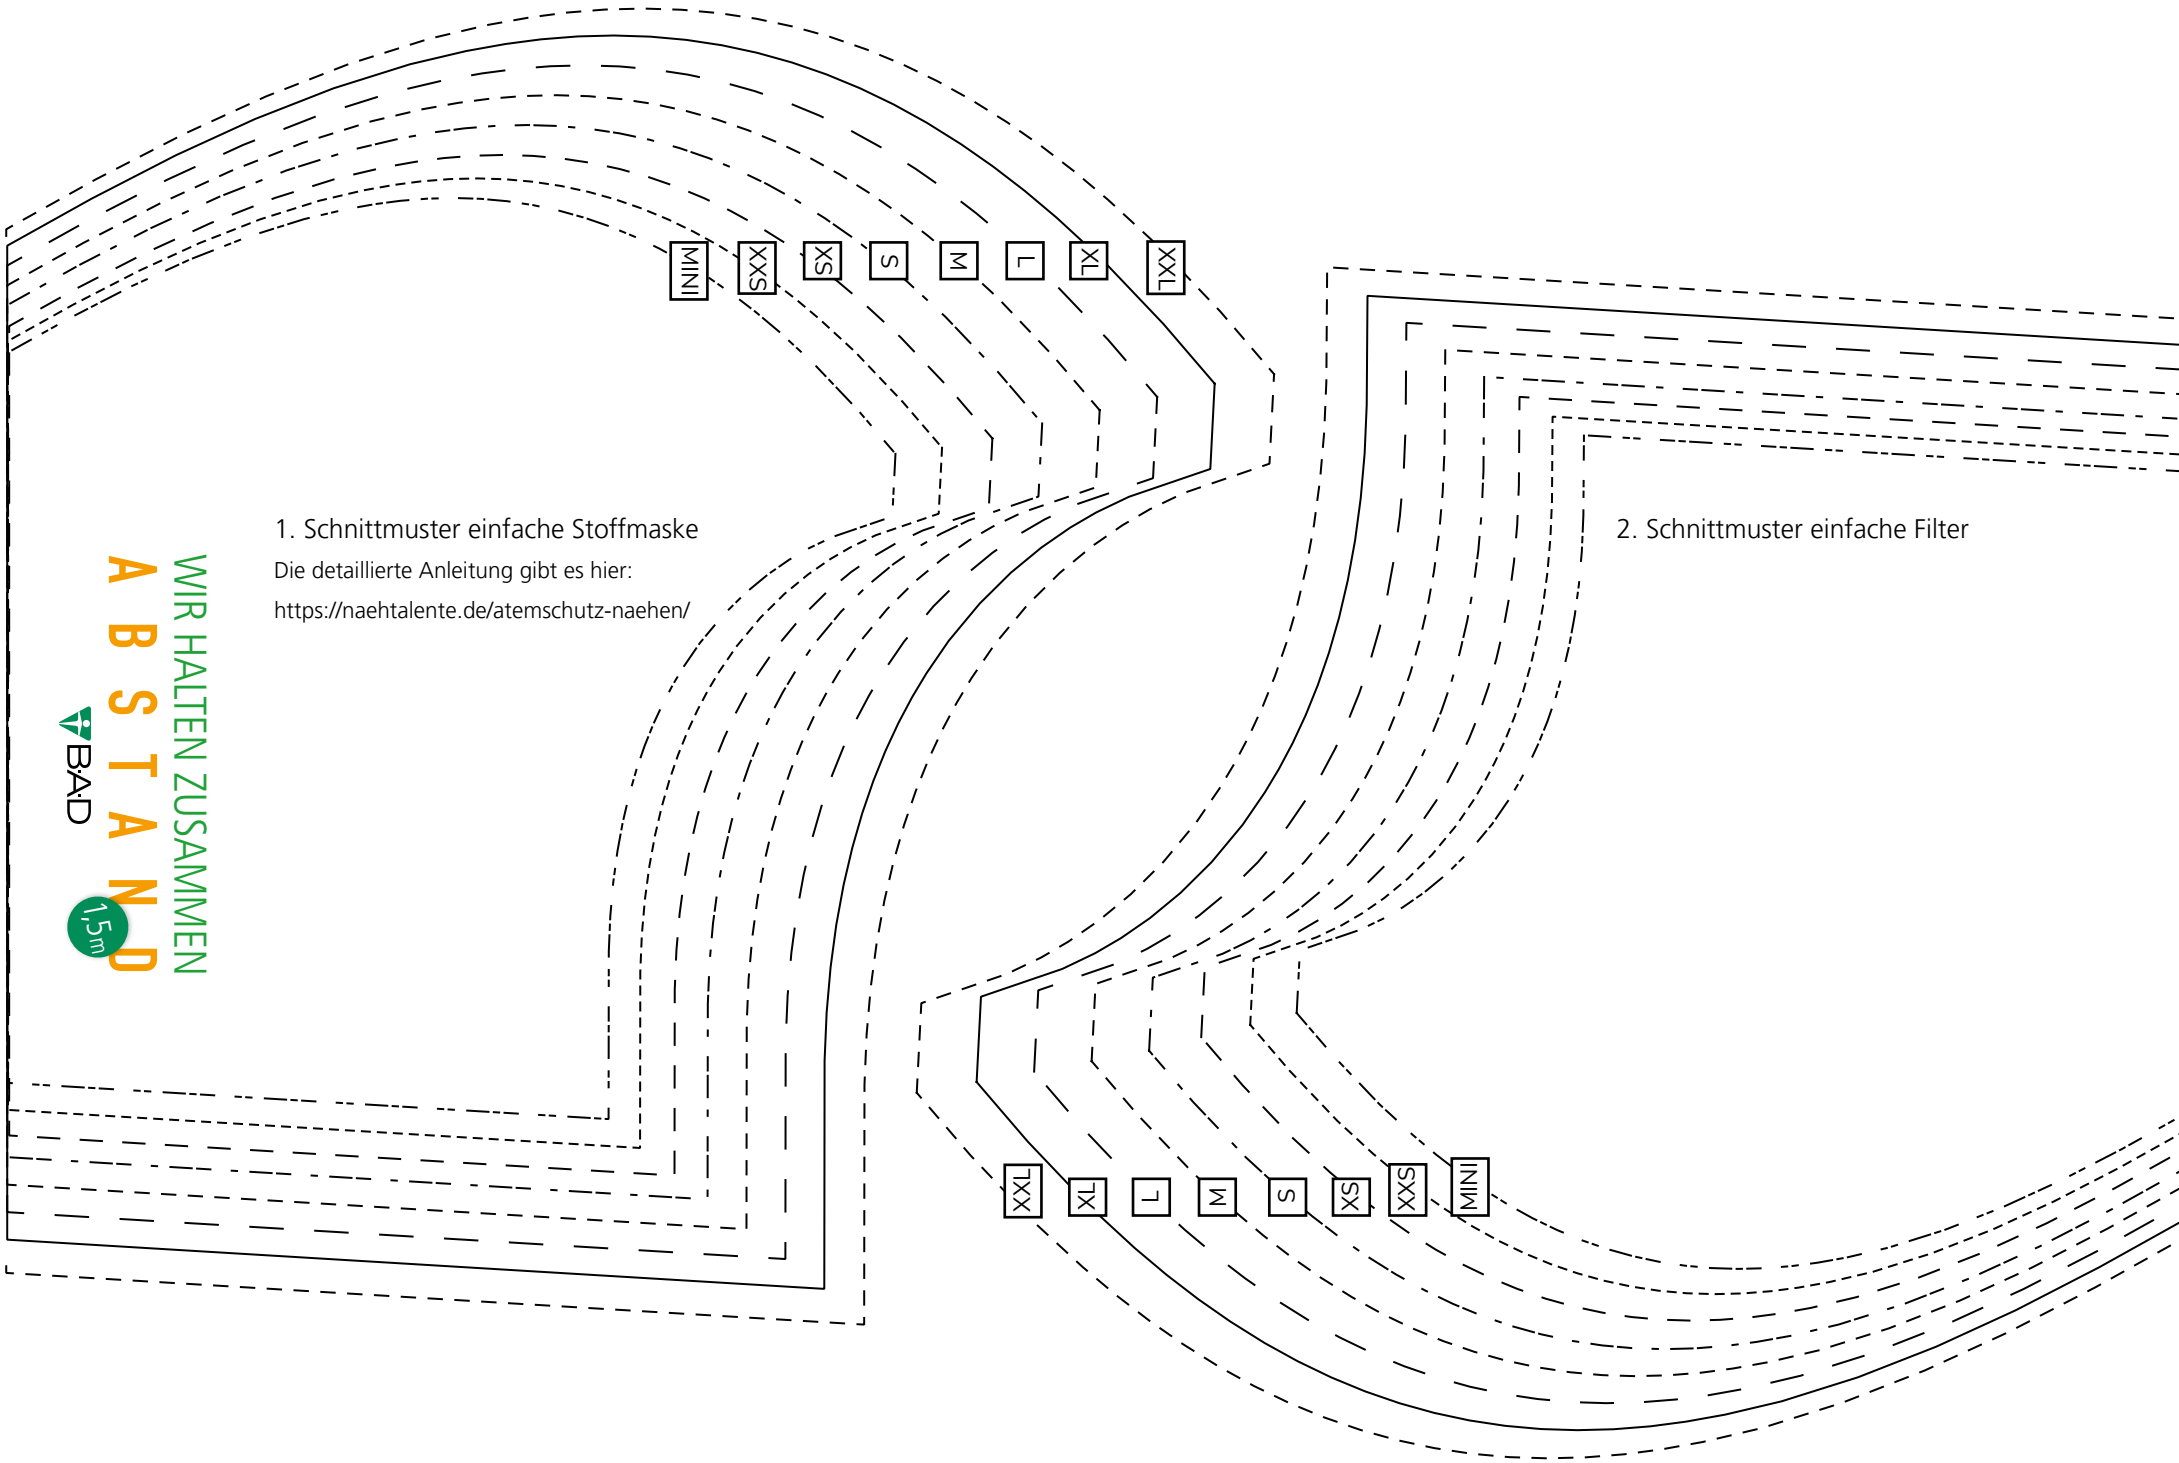 MINI
XXS
XS
S
M
L
XL
XXL
1. Schnittmuster einfache Stoffmaske
Die detaillierte Anleitung gibt es hier:
https://naehtalente.de/atemschutz-naehen/
WIR HALTEN ZUSAMMEN
ABSTAND
1,5m
B·A·D
2. Schnittmuster einfache Filter
XXL
XL
L
M
S
XS
XXS
MINI